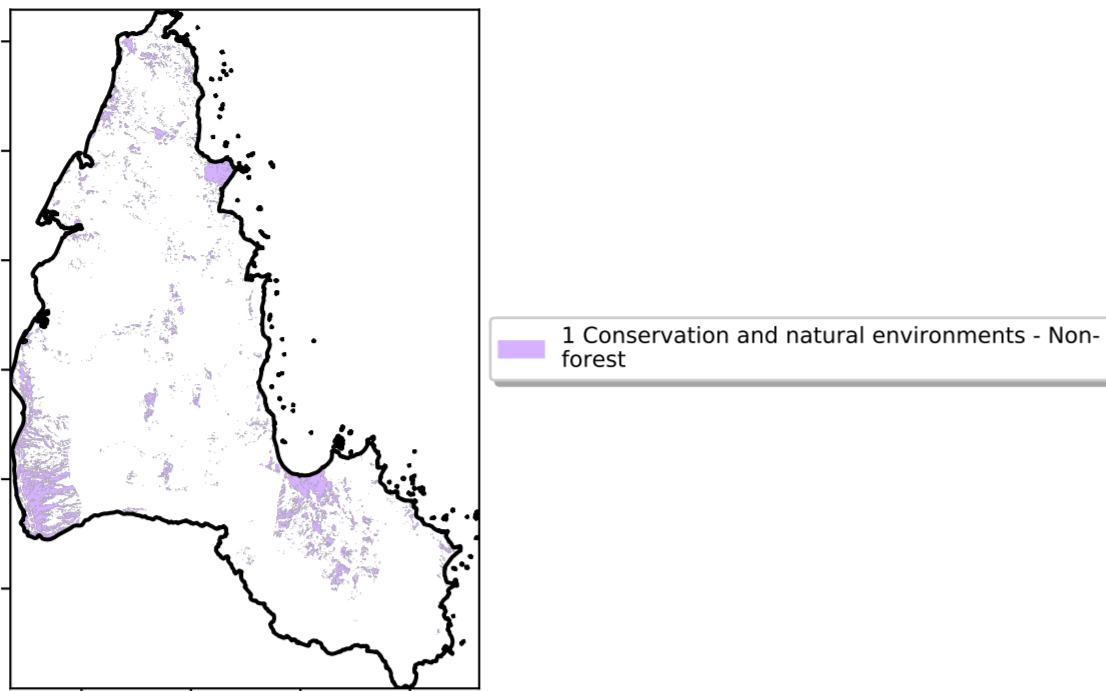 1 Conservation and natural environments - Non-
forest